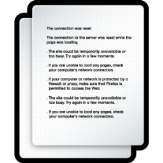 The connection was reset
The connection to the server was reset while the
page was loading.
The site could be temporarily unavailable or
too busy. Try again in a few moments.
If you are unable to load any pages, check
your computer's network connection.
If your computer or network is protected by a
firewall or proxy, make sure that Firefox is
permitted to access the Web.
The site could be temporarily unavailable or
too busy. Try again in a few moments.
If you are unable to load any pages, check
your computer's network connection.